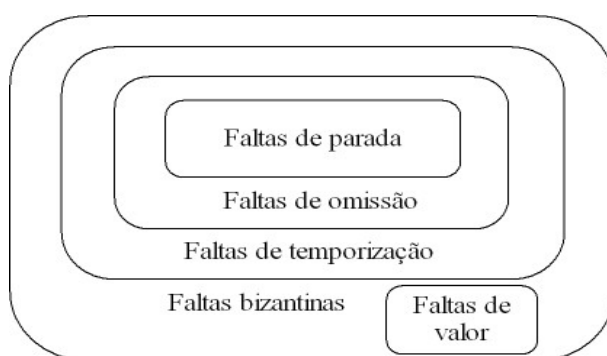 Faltas de parada
Faltas de omissão
Faltas de temporização
Faltas bizantinas
Faltas de
valor